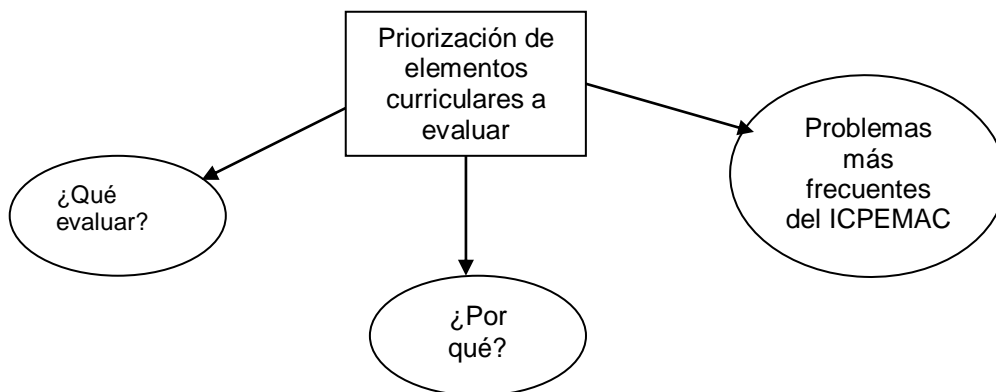 Priorización de
elementos
curriculares a
evaluar
¿Qué
evaluar?
Problemas
más
frecuentes
del ICPEMAC
¿Por
qué?